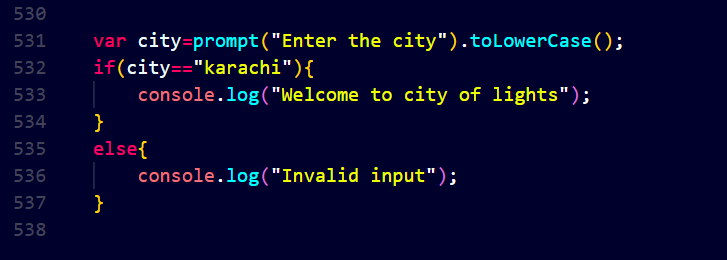 530
531 var city=prompt("Enter the city").toLowerCase();
532 if(city=="karachi"){
533 console.log("Welcome to city of lights");
534 }
535 else{
536 console.log("Invalid input");
537 }
538